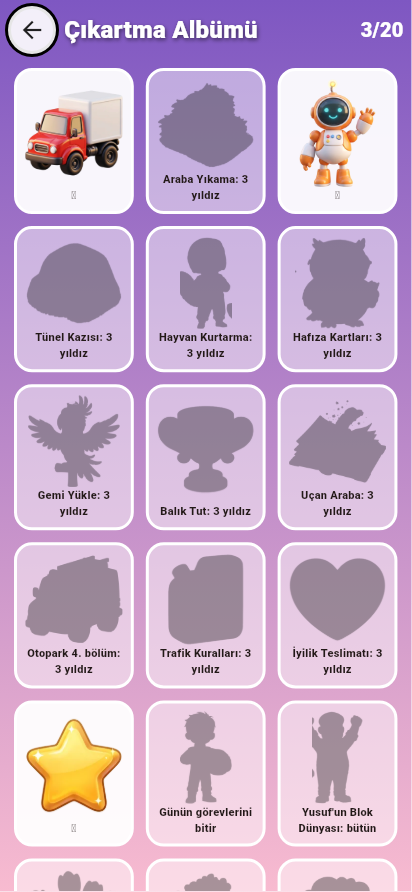 Çıkartma Albümü
3/20
Araba Yıkama: 3
yıldız
Tünel Kazısı: 3
yıldız
Hayvan Kurtarma:
3 yıldız
Hafıza Kartları: 3
yıldız
Gemi Yükle: 3
yıldız
Balık Tut: 3 yıldız
Uçan Araba: 3
yıldız
Otopark 4. bölüm:
3 yıldız
Trafik Kuralları: 3
yıldız
İyilik Teslimatı: 3
yıldız
Günün görevlerini
bitir
Yusuf'un Blok
Dünyası: bütün